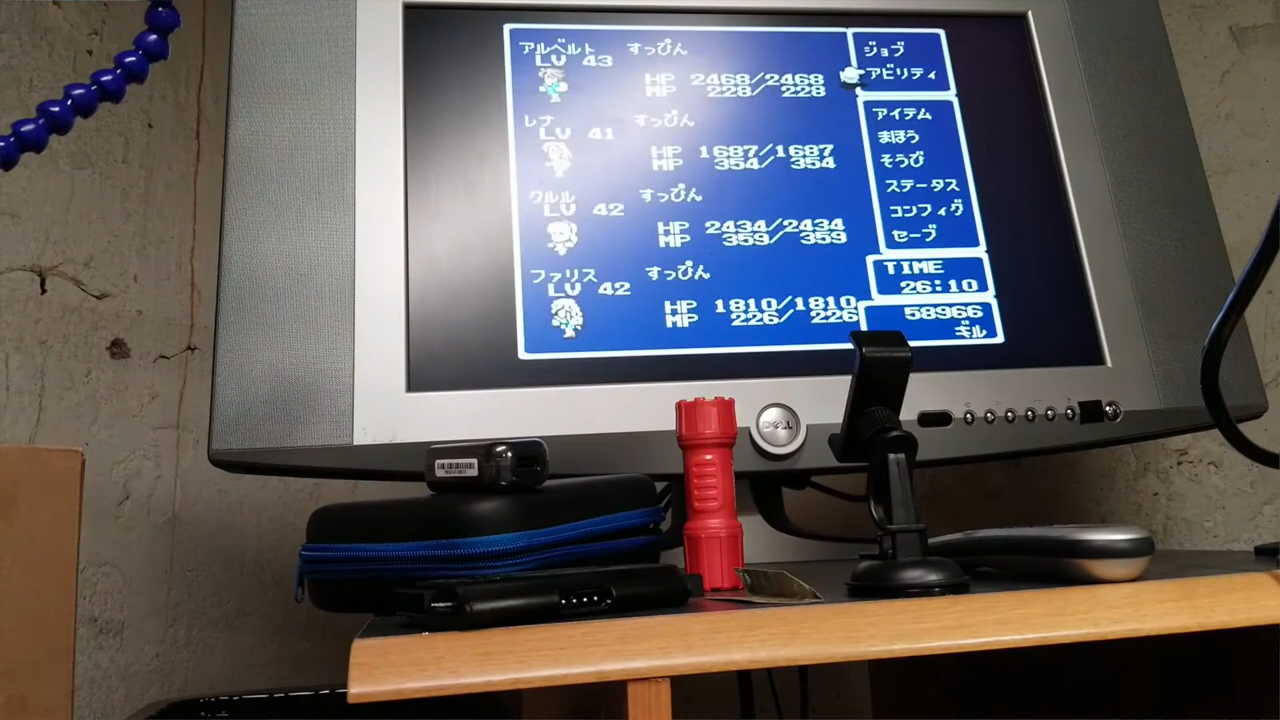 アルベルト すっぴん
LV 43
HP 2468/2468
MP 228/228
レナ すっぴん
LV 41
HP 1687/1687
MP 354/354
クルル すっぴん
LV 42
HP 2434/2434
MP 359/359
ファリス すっぴん
LV 42
HP 1810/1810
MP 226/226
ジョブ
アビリティ
アイテム
まほう
そうび
ステータス
コンフィグ
セーブ
TIME
26:10
58966
ギル
DELL